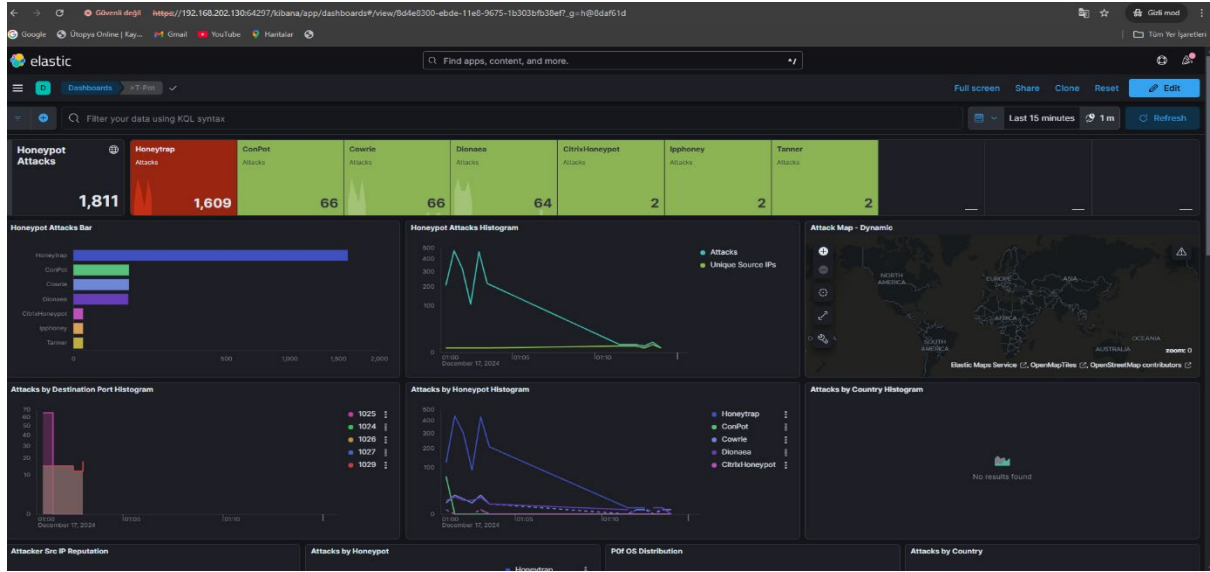 Güvenli değil https://192.168.202.130:64297/kibana/app/dashboards#/view/8d4e8300-ebde-11e8-9675-1b303bfb38ef?_g=h@8daf61d
Gizli mod
Google Ütopya Online | Kay... Gmail YouTube Haritalar
Tüm Yer İşaretleri
elastic
Find apps, content, and more.
^/
D Dashboards T-Pot
Full screen Share Clone Reset Edit
Filter your data using KQL syntax
Last 15 minutes 1 m Refresh
Honeypot Attacks
1,811
Honeytrap
Attacks
1,609
ConPot
Attacks
66
Cowrie
Attacks
66
Dionaea
Attacks
64
CitrixHoneypot
Attacks
2
Ipphoney
Attacks
2
Tanner
Attacks
2
Honeypot Attacks Bar
Honeytrap
ConPot
Cowrie
Dionaea
CitrixHoneypot
Ipphoney
Tanner
0 500 1,000 1,500 2,000
Honeypot Attacks Histogram
500
400
300
200
100
0
01:00 01:05 01:10
December 17, 2024
Attacks
Unique Source IPs
Attack Map - Dynamic
NORTH AMERICA
EUROPE
ASIA
AFRICA
SOUTH AMERICA
OCEANIA
AUSTRALIA
zoom: 0
Elastic Maps Service, OpenMapTiles, OpenStreetMap contributors
Attacks by Destination Port Histogram
70
60
50
40
30
20
10
0
01:00 01:05 01:10
December 17, 2024
1025
1024
1026
1027
1029
Attacks by Honeypot Histogram
500
400
300
200
100
0
01:00 01:05 01:10
December 17, 2024
Honeytrap
ConPot
Cowrie
Dionaea
CitrixHoneypot
Attacks by Country Histogram
No results found
Attacker Src IP Reputation
Attacks by Honeypot
Honeytrap
P0f OS Distribution
Attacks by Country